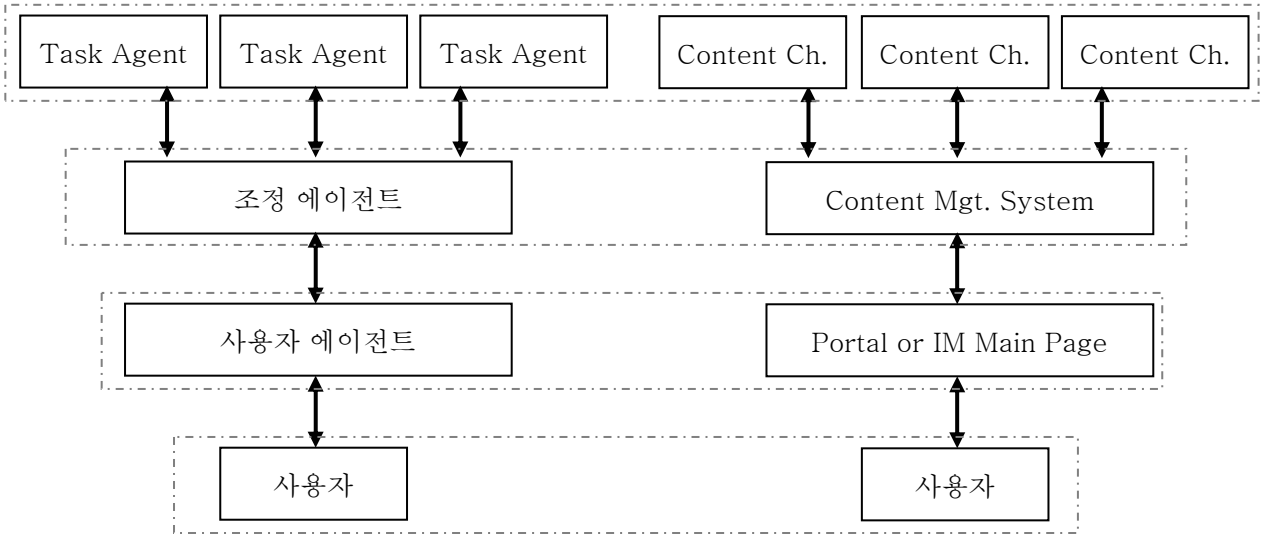 Task Agent
Task Agent
Task Agent
Content Ch.
Content Ch.
Content Ch.
조정 에이전트
Content Mgt. System
사용자 에이전트
Portal or IM Main Page
사용자
사용자